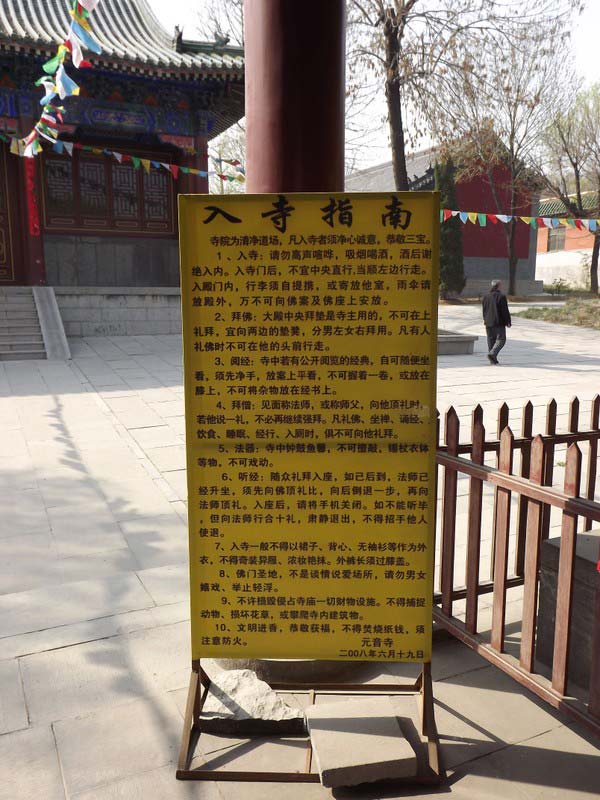 入寺指南
寺院为清净道场，凡入寺者须净心诚意，恭敬三宝。
1、入寺：请勿高声喧哗，吸烟喝酒，酒后谢
绝入内。入寺门后，不宜中央直行，当顺左边行走。
入殿门内，行李须自提携，或寄放他室，雨伞请
放殿外，万不可向佛案及佛座上安放。
2、拜佛：大殿中央拜垫是寺主用的，不可在上
礼拜，宜向两边的垫凳，分男左女右拜用。凡有人
礼佛时不可在他的头前行走。
3、阅经：寺中若有公开阅览的经典，自可随便坐
看，须先净手，放案上平看，不可握着一卷，或放在
膝上，不可将杂物放在经书上。
4、拜僧：见面称法师，或称师父，向他顶礼时，
若他说一礼，不必再继续强拜。凡礼佛、坐禅、诵经、
饮食、睡眠、经行、入厕时，俱不可向他礼拜。
5、法器：寺中钟鼓鱼磬，不可擅敲，锡杖衣钵
等物，不可戏动。
6、听经：随众礼拜入座，如己后到，法师已
经升坐，须先向佛顶礼比，向后倒退一步，再向
法师顶礼。入座后，请将手机关闭。如不能听毕
，但向法师行合十礼，肃静退出，不得招手他人
使退。
7、入寺一般不得以裙子、背心、无袖衫等作为外
衣，不得奇装异服、浓妆艳抹。外裤长须过膝盖。
8、佛门圣地，不是谈情说爱场所，请勿男女
嬉戏、举止轻浮。
9、不许损毁侵占寺庙一切财物设施。不得捕捉
动物、损坏花草，或攀爬寺内建筑物。
10、文明进香，恭敬获福，不得焚烧纸钱，须
注意防火。 元音寺
二00八年六月十九日